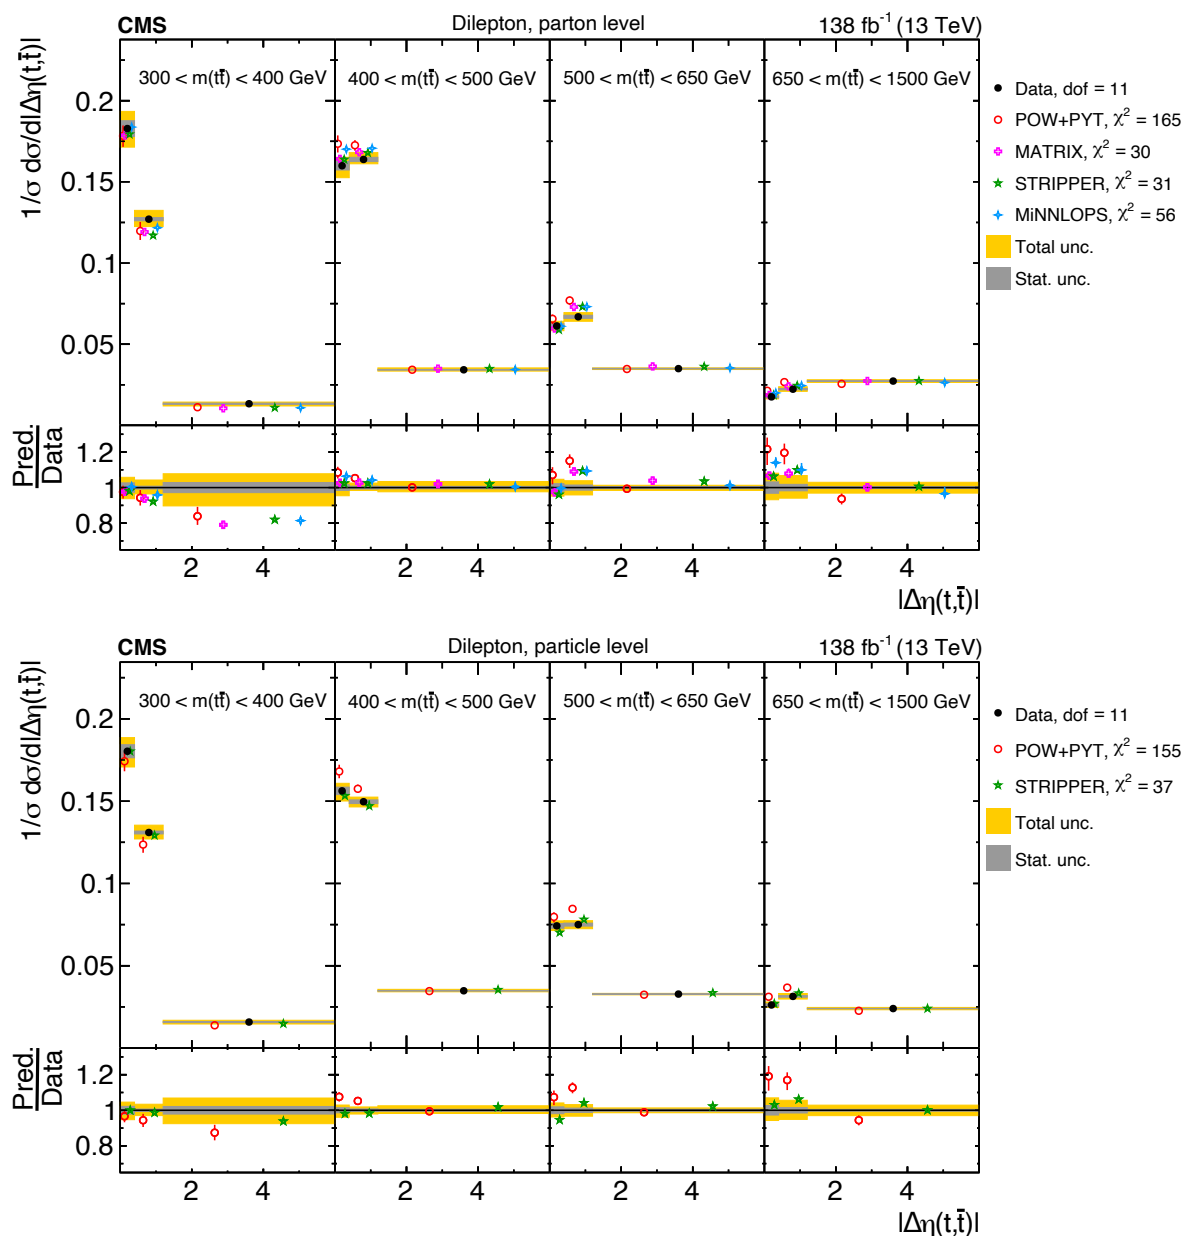 CMS Dilepton, parton level 138 fb⁻¹ (13 TeV)
1/σ dσ/d|Δη(t,t̄)|
300 < m(tt̄) < 400 GeV 400 < m(tt̄) < 500 GeV 500 < m(tt̄) < 650 GeV 650 < m(tt̄) < 1500 GeV
0.2
0.15
0.1
0.05
Data, dof = 11
POW+PYT, χ² = 165
MATRIX, χ² = 30
STRIPPER, χ² = 31
MiNNLOPS, χ² = 56
Total unc.
Stat. unc.
Pred.
Data
1.2
1
0.8
2 4 2 4 2 4 2 4
|Δη(t,t̄)|
CMS Dilepton, particle level 138 fb⁻¹ (13 TeV)
1/σ dσ/d|Δη(t,t̄)|
300 < m(tt̄) < 400 GeV 400 < m(tt̄) < 500 GeV 500 < m(tt̄) < 650 GeV 650 < m(tt̄) < 1500 GeV
0.2
0.15
0.1
0.05
Data, dof = 11
POW+PYT, χ² = 155
STRIPPER, χ² = 37
Total unc.
Stat. unc.
Pred.
Data
1.2
1
0.8
2 4 2 4 2 4 2 4
|Δη(t,t̄)|